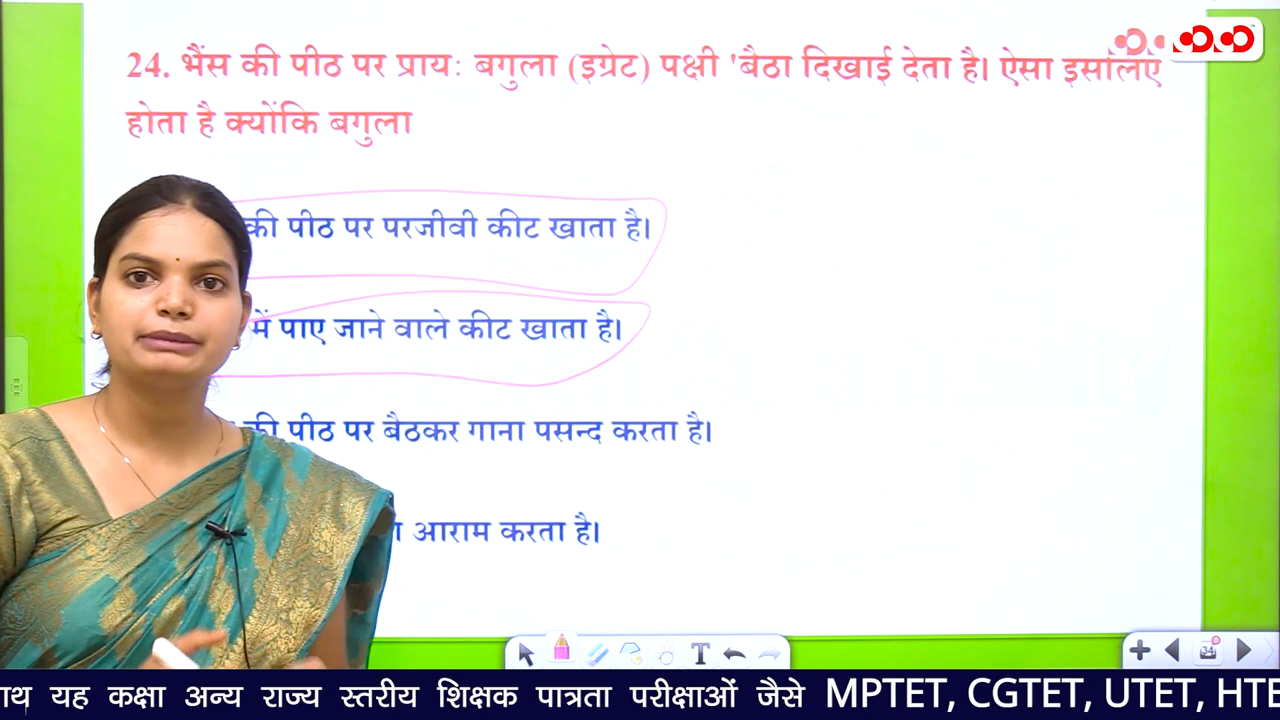 24. भैंस की पीठ पर प्रायः बगुला (इग्रेट) पक्षी 'बैठा दिखाई देता है। ऐसा इसलिए
होता है क्योंकि बगुला
की पीठ पर परजीवी कीट खाता है।
में पाए जाने वाले कीट खाता है।
की पीठ पर बैठकर गाना पसन्द करता है।
आराम करता है।
34
यह कक्षा अन्य राज्य स्तरीय शिक्षक पात्रता परीक्षाओं जैसे MPTET, CGTET, UTET, HTE